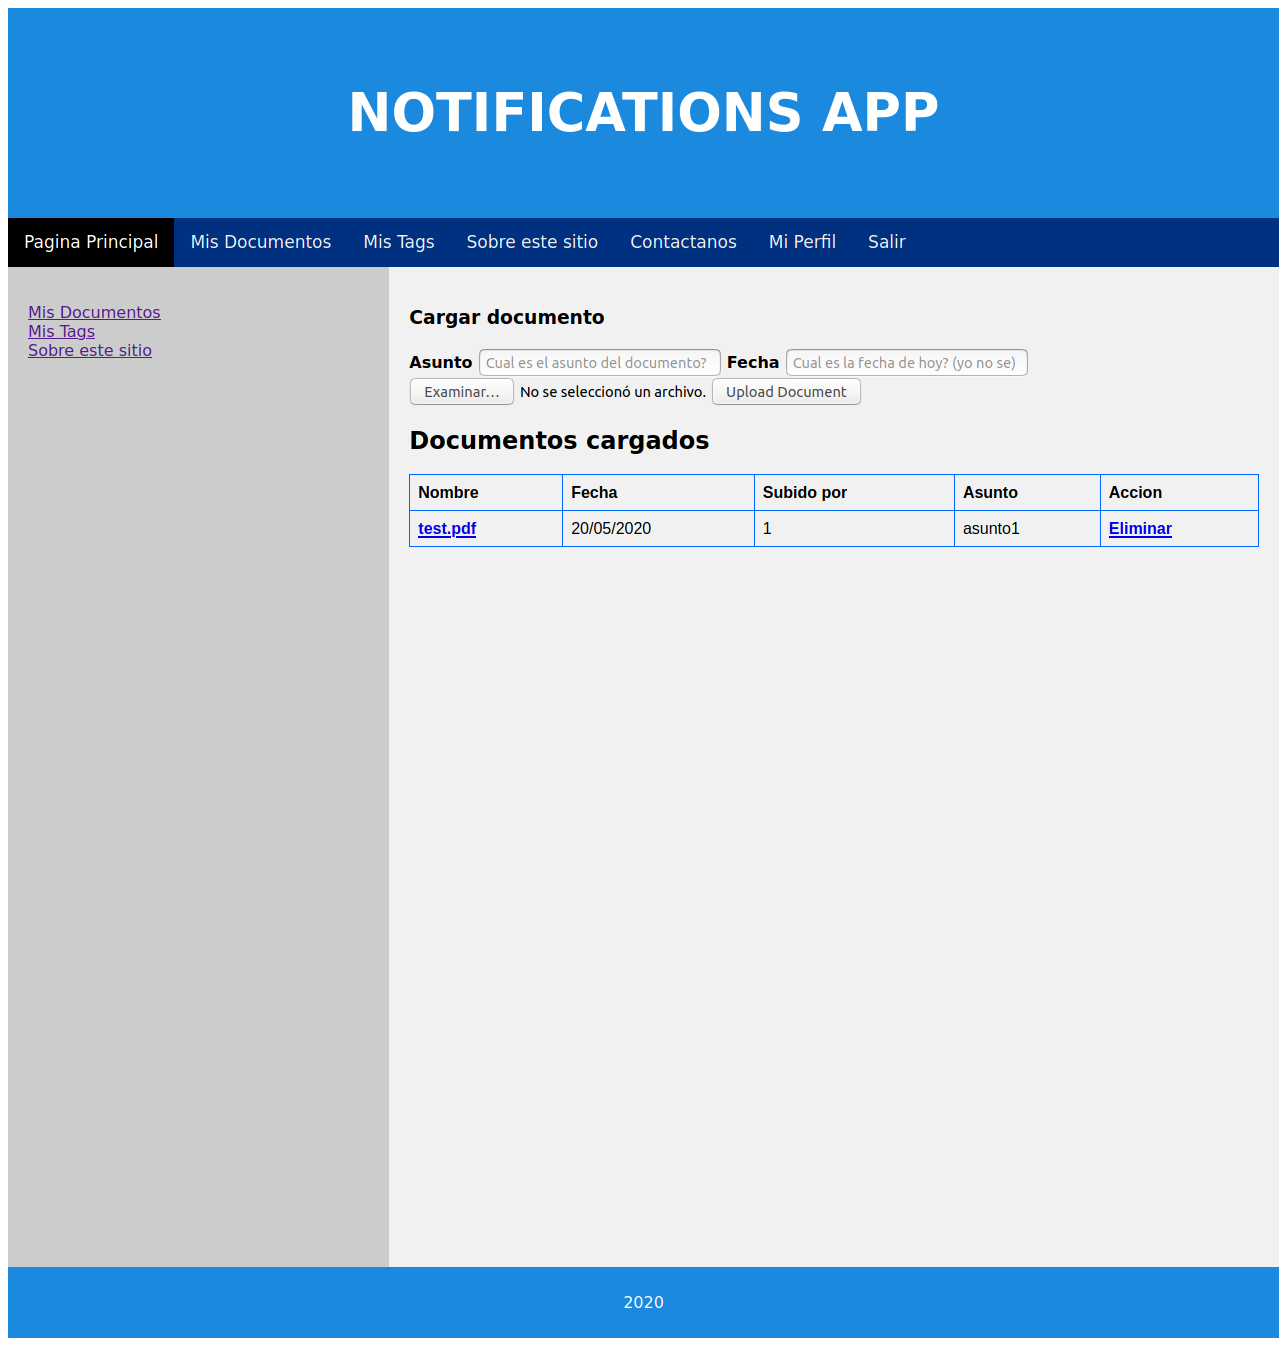 NOTIFICATIONS APP
Pagina Principal Mis Documentos Mis Tags Sobre este sitio Contactanos Mi Perfil Salir
Mis Documentos
Mis Tags
Sobre este sitio
Cargar documento
Asunto Cual es el asunto del documento? Fecha Cual es la fecha de hoy? (yo no se)
Examinar... No se seleccionó un archivo. Upload Document
Documentos cargados
Nombre Fecha Subido por Asunto Accion
test.pdf 20/05/2020 1 asunto1 Eliminar
2020